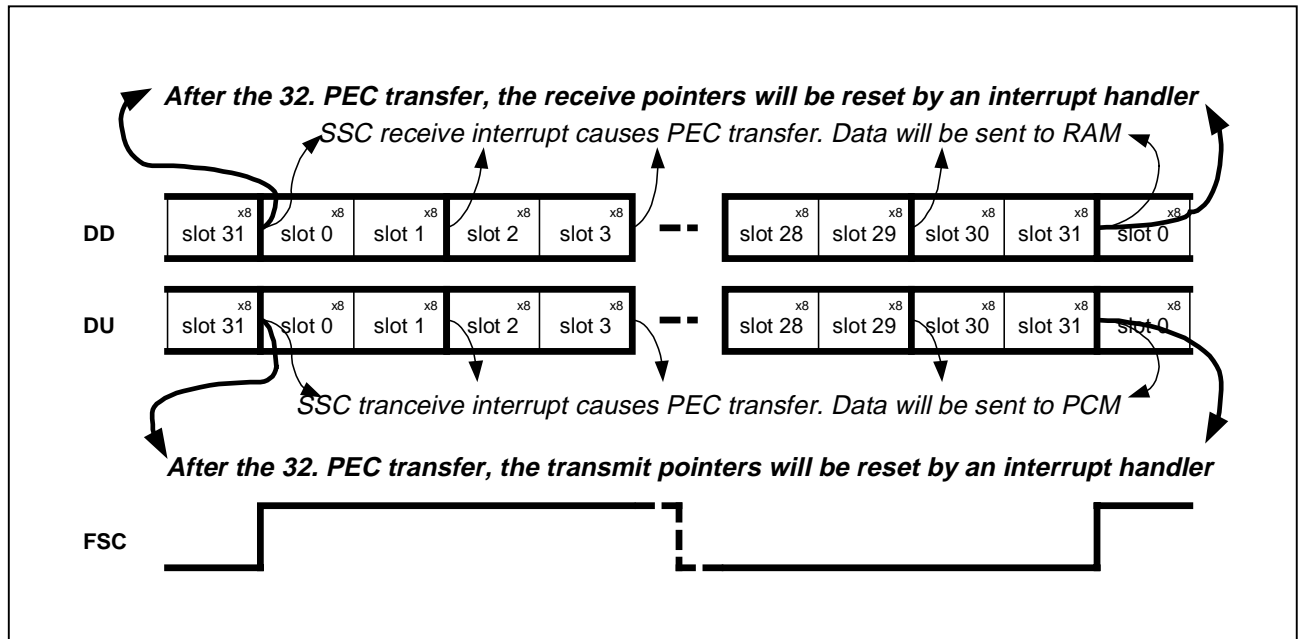 After the 32. PEC transfer, the receive pointers will be reset by an interrupt handler
SSC receive interrupt causes PEC transfer. Data will be sent to RAM
DD
x8 x8 x8 x8 x8 x8 x8 x8 x8 x8
slot 31 slot 0 slot 1 slot 2 slot 3 slot 28 slot 29 slot 30 slot 31 slot 0
DU
x8 x8 x8 x8 x8 x8 x8 x8 x8 x8
slot 31 slot 0 slot 1 slot 2 slot 3 slot 28 slot 29 slot 30 slot 31 slot 0
SSC tranceive interrupt causes PEC transfer. Data will be sent to PCM
After the 32. PEC transfer, the transmit pointers will be reset by an interrupt handler
FSC